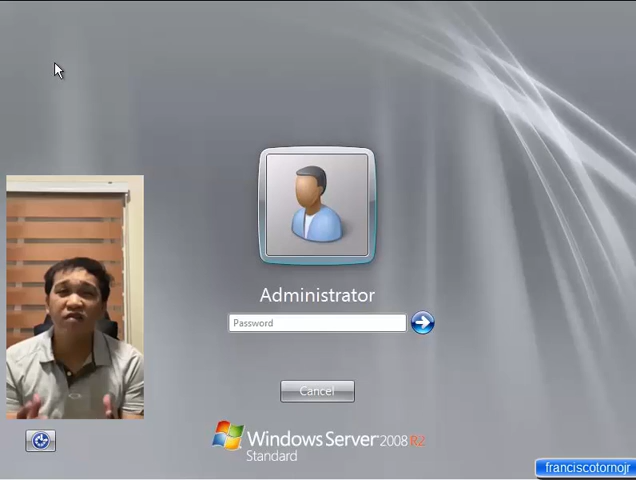 Administrator
Password
Cancel
Windows Server 2008 R2
Standard
franciscotornojr